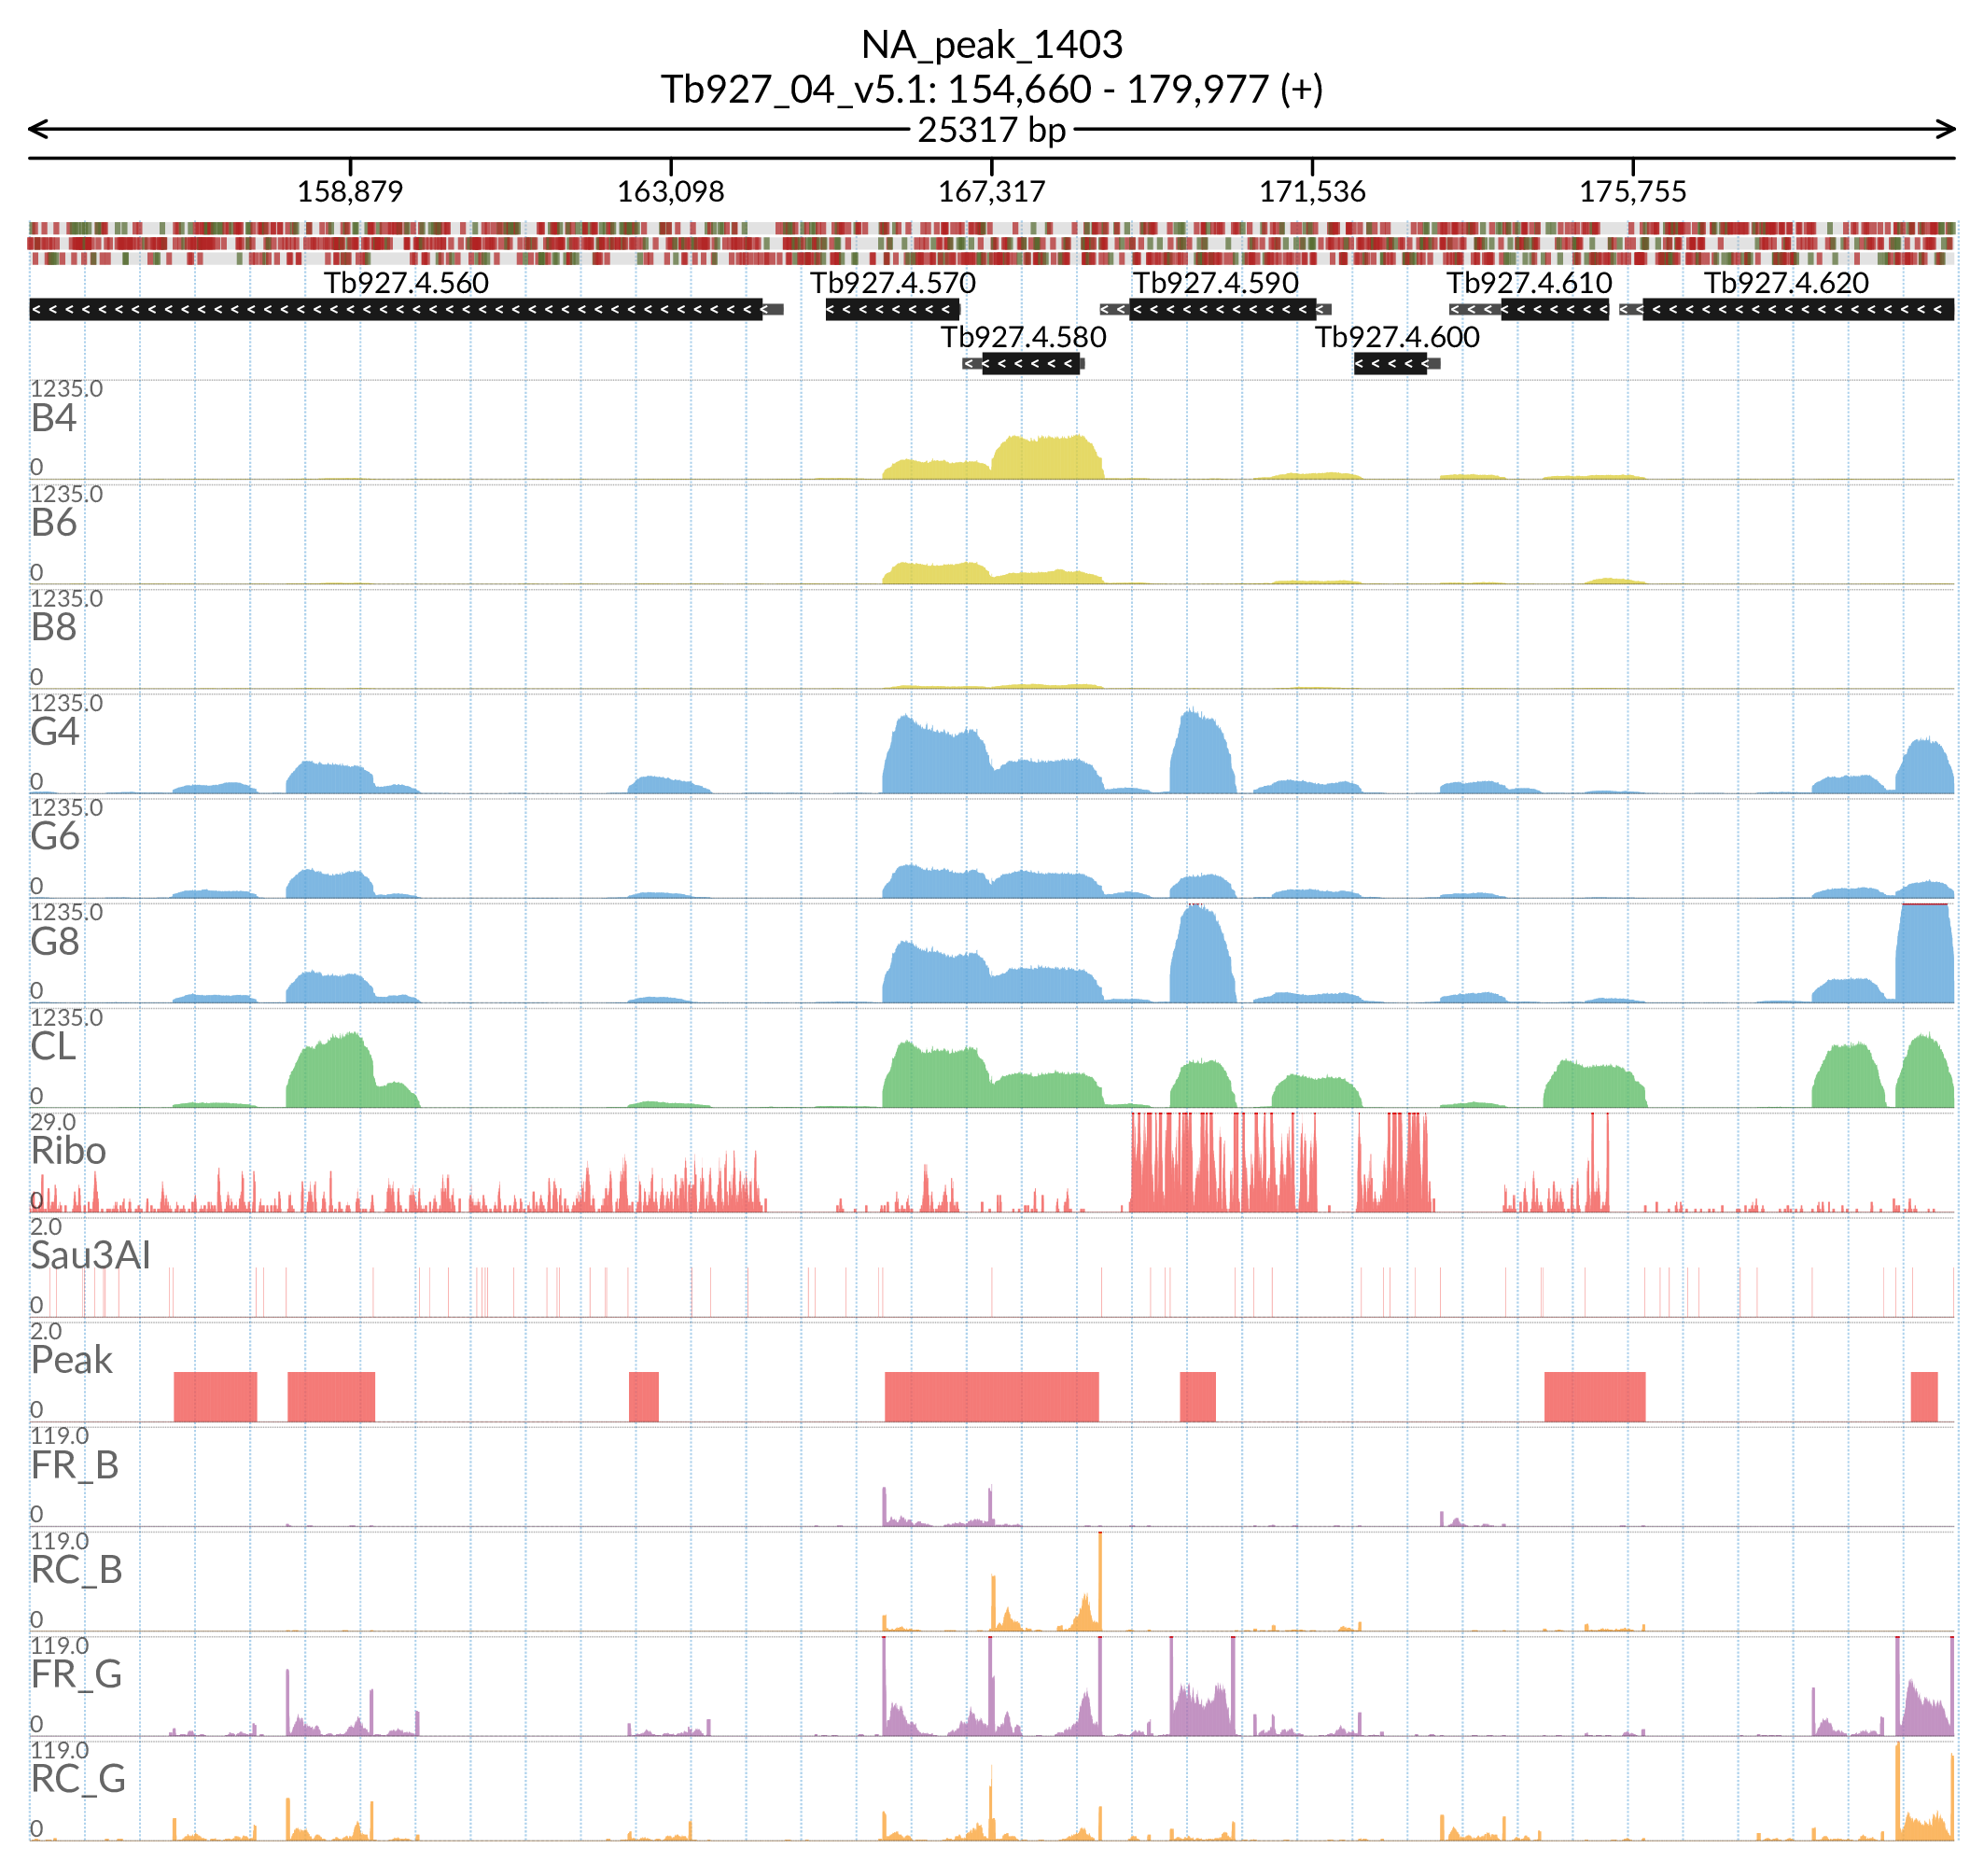 NA_peak_1403
Tb927_04_v5.1: 154,660 - 179,977 (+)
25317 bp
158,879 163,098 167,317 171,536 175,755
Tb927.4.560 Tb927.4.570 Tb927.4.590 Tb927.4.610 Tb927.4.620
Tb927.4.580 Tb927.4.600
1235.0
B4
0
1235.0
B6
0
1235.0
B8
0
1235.0
G4
0
1235.0
G6
0
1235.0
G8
0
1235.0
CL
0
29.0
Ribo
0
2.0
Sau3AI
0
2.0
Peak
0
119.0
FR_B
0
119.0
RC_B
0
119.0
FR_G
0
119.0
RC_G
0